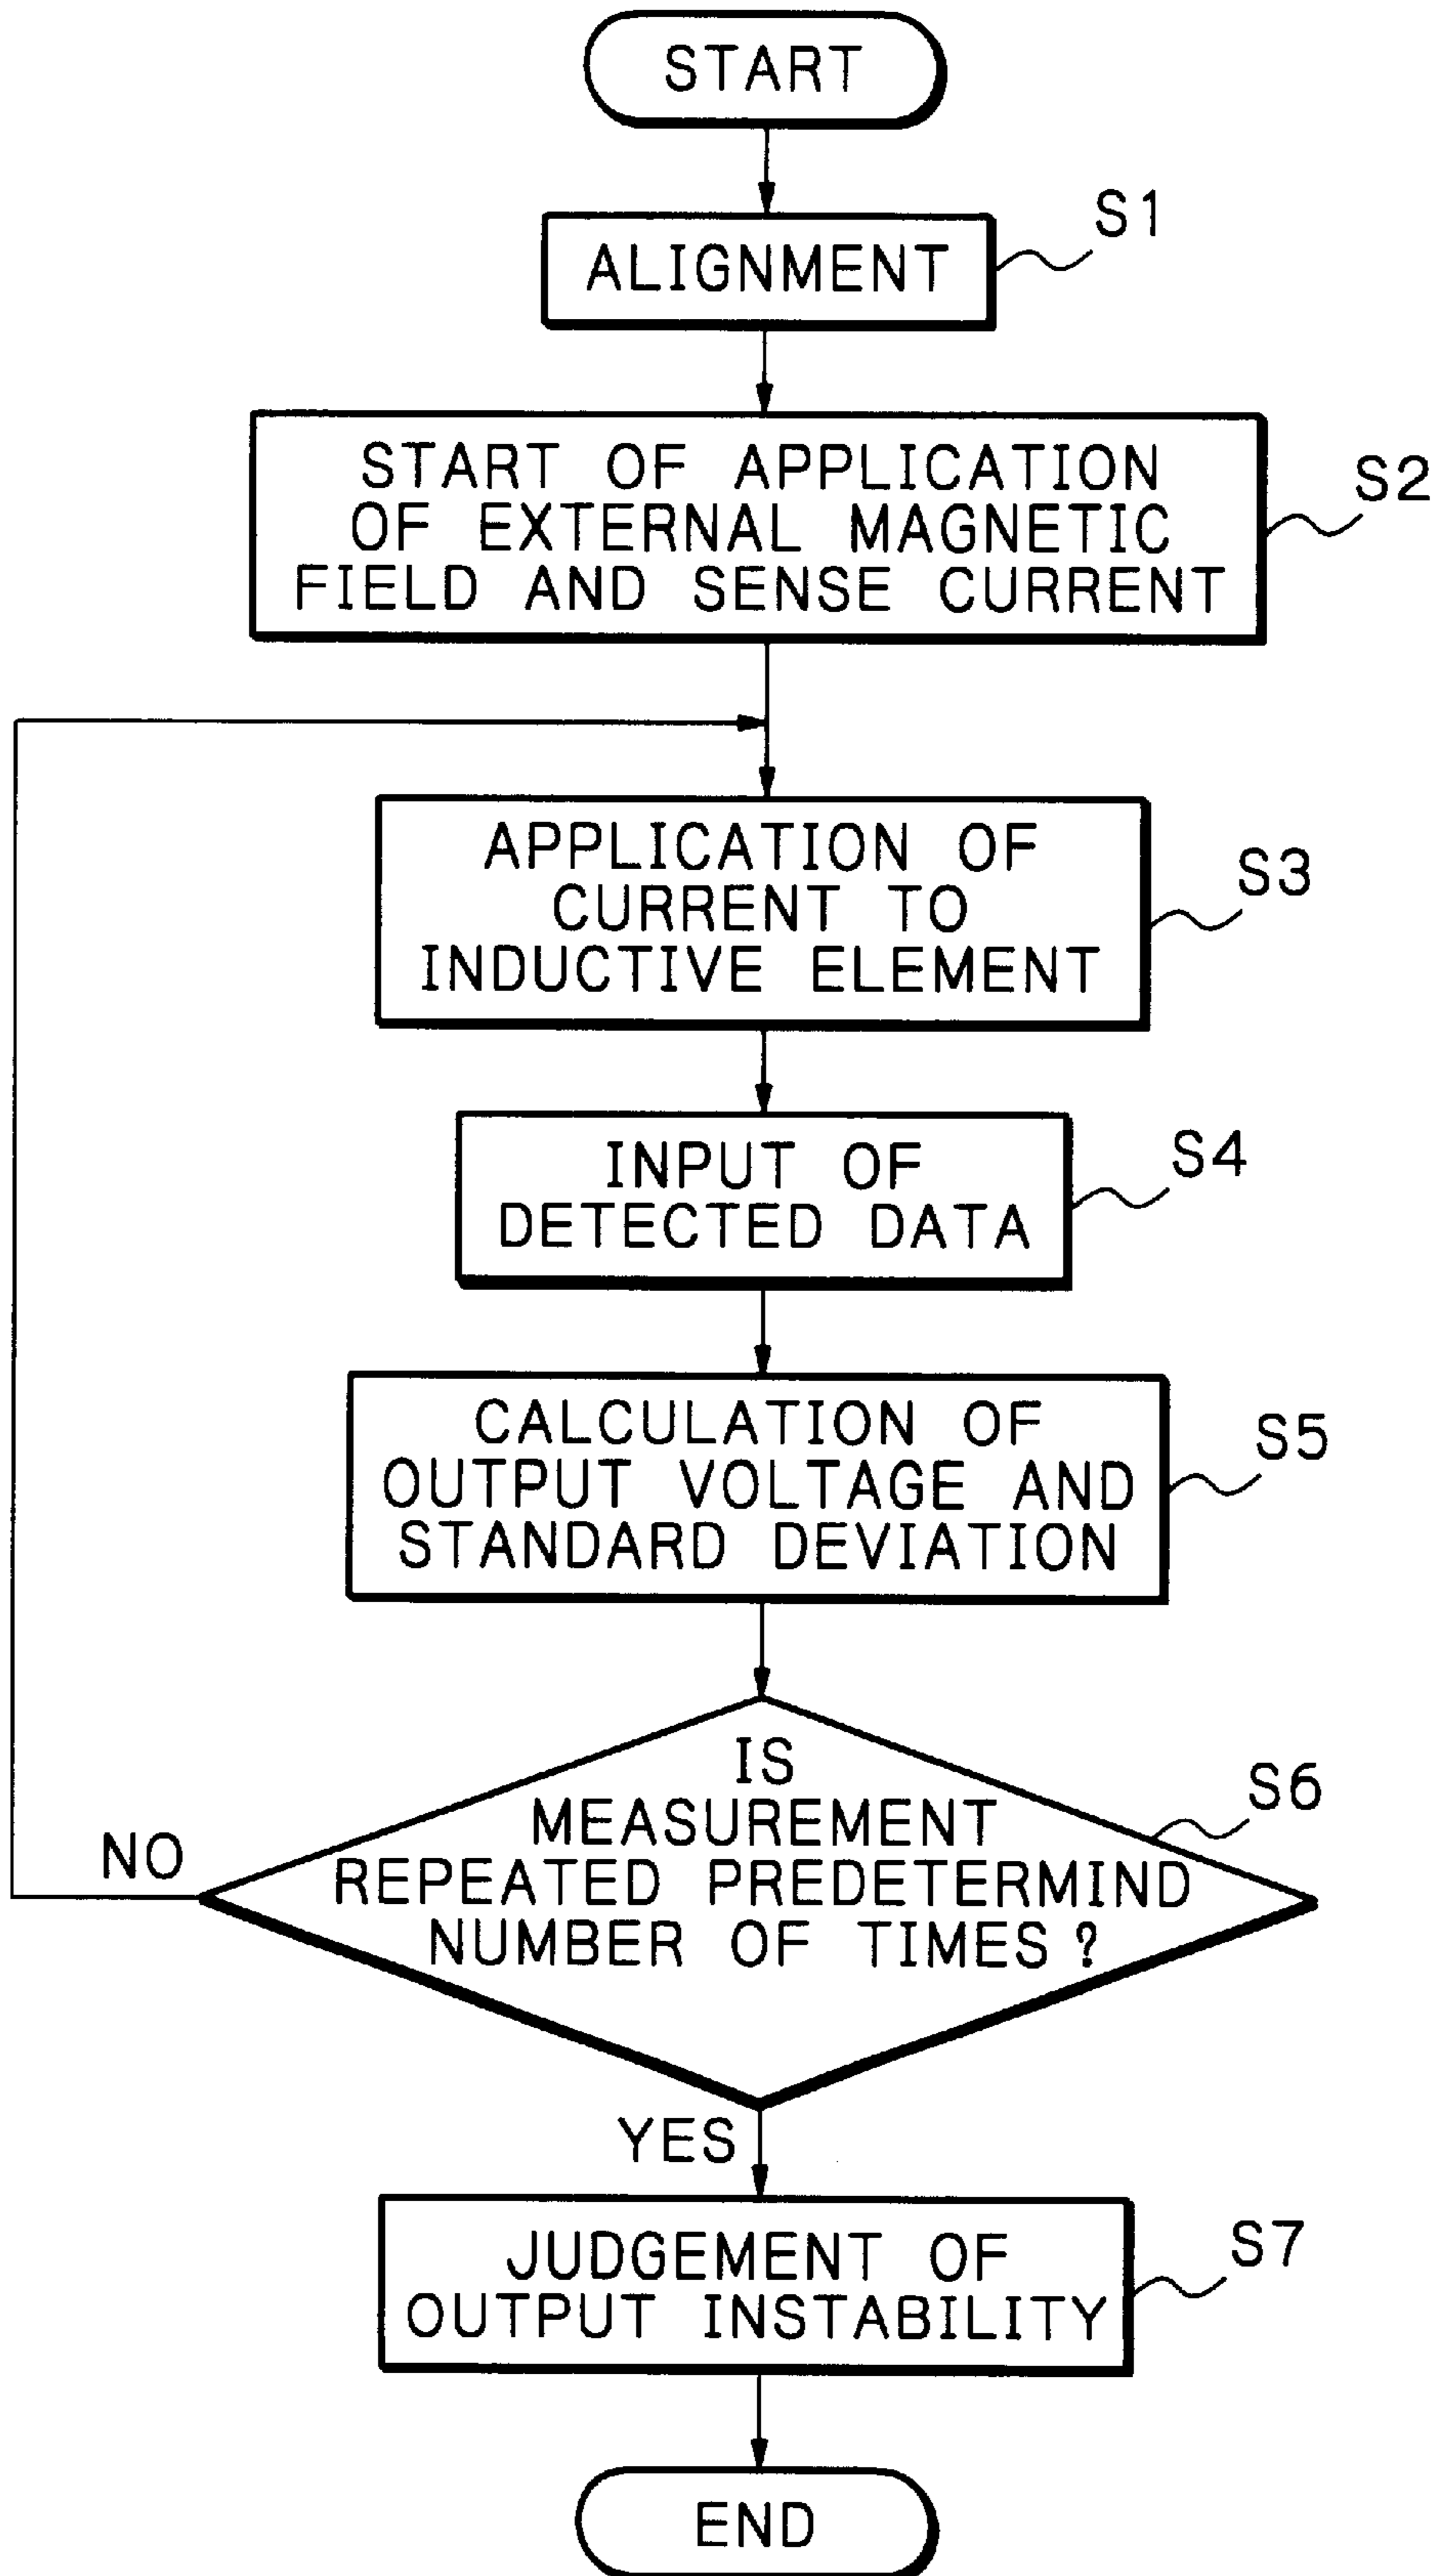 START
S1
ALIGNMENT
START OF APPLICATION
OF EXTERNAL MAGNETIC
FIELD AND SENSE CURRENT
S2
APPLICATION OF
CURRENT TO
INDUCTIVE ELEMENT
S3
INPUT OF
DETECTED DATA
S4
CALCULATION OF
OUTPUT VOLTAGE AND
STANDARD DEVIATION
S5
IS
MEASUREMENT
REPEATED PREDETERMIND
NUMBER OF TIMES?
S6
NO
YES
JUDGEMENT OF
OUTPUT INSTABILITY
S7
END